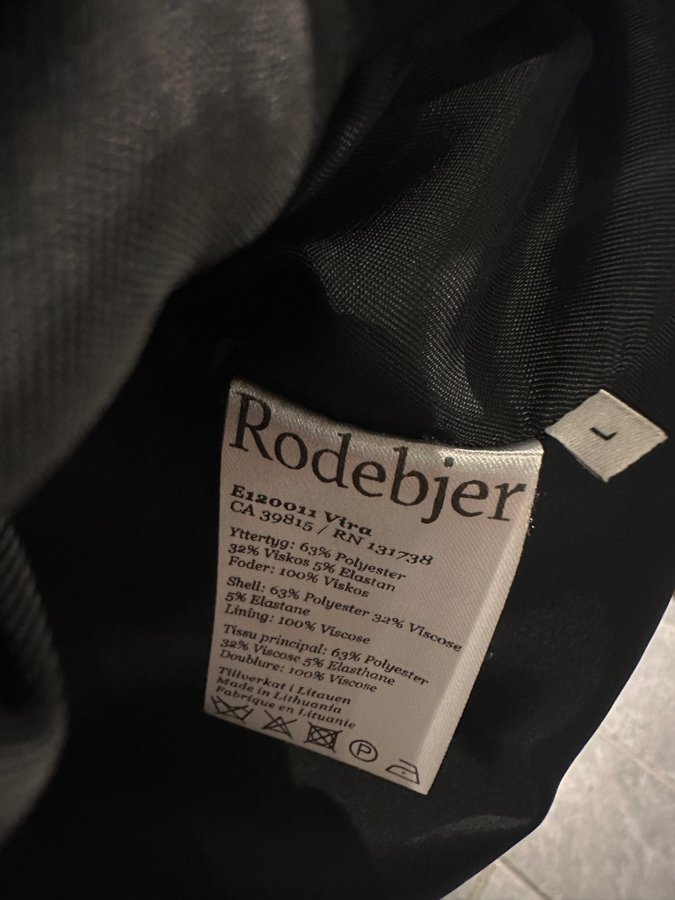 Rodebjer
E120011 Vira
CA 39815 / RN 131738
Yttertyg: 63% Polyester
32% Viskos 5% Elastan
Foder: 100% Viskos
Shell: 63% Polyester 32% Viscose
5% Elastane
Lining: 100% Viscose
Tissu principal: 63% Polyester
32% Viscose 5% Elasthane
Doublure: 100% Viscose
Tillverkat i Litauen
Made in Lithuania
Fabrique en Lituanie
P
L